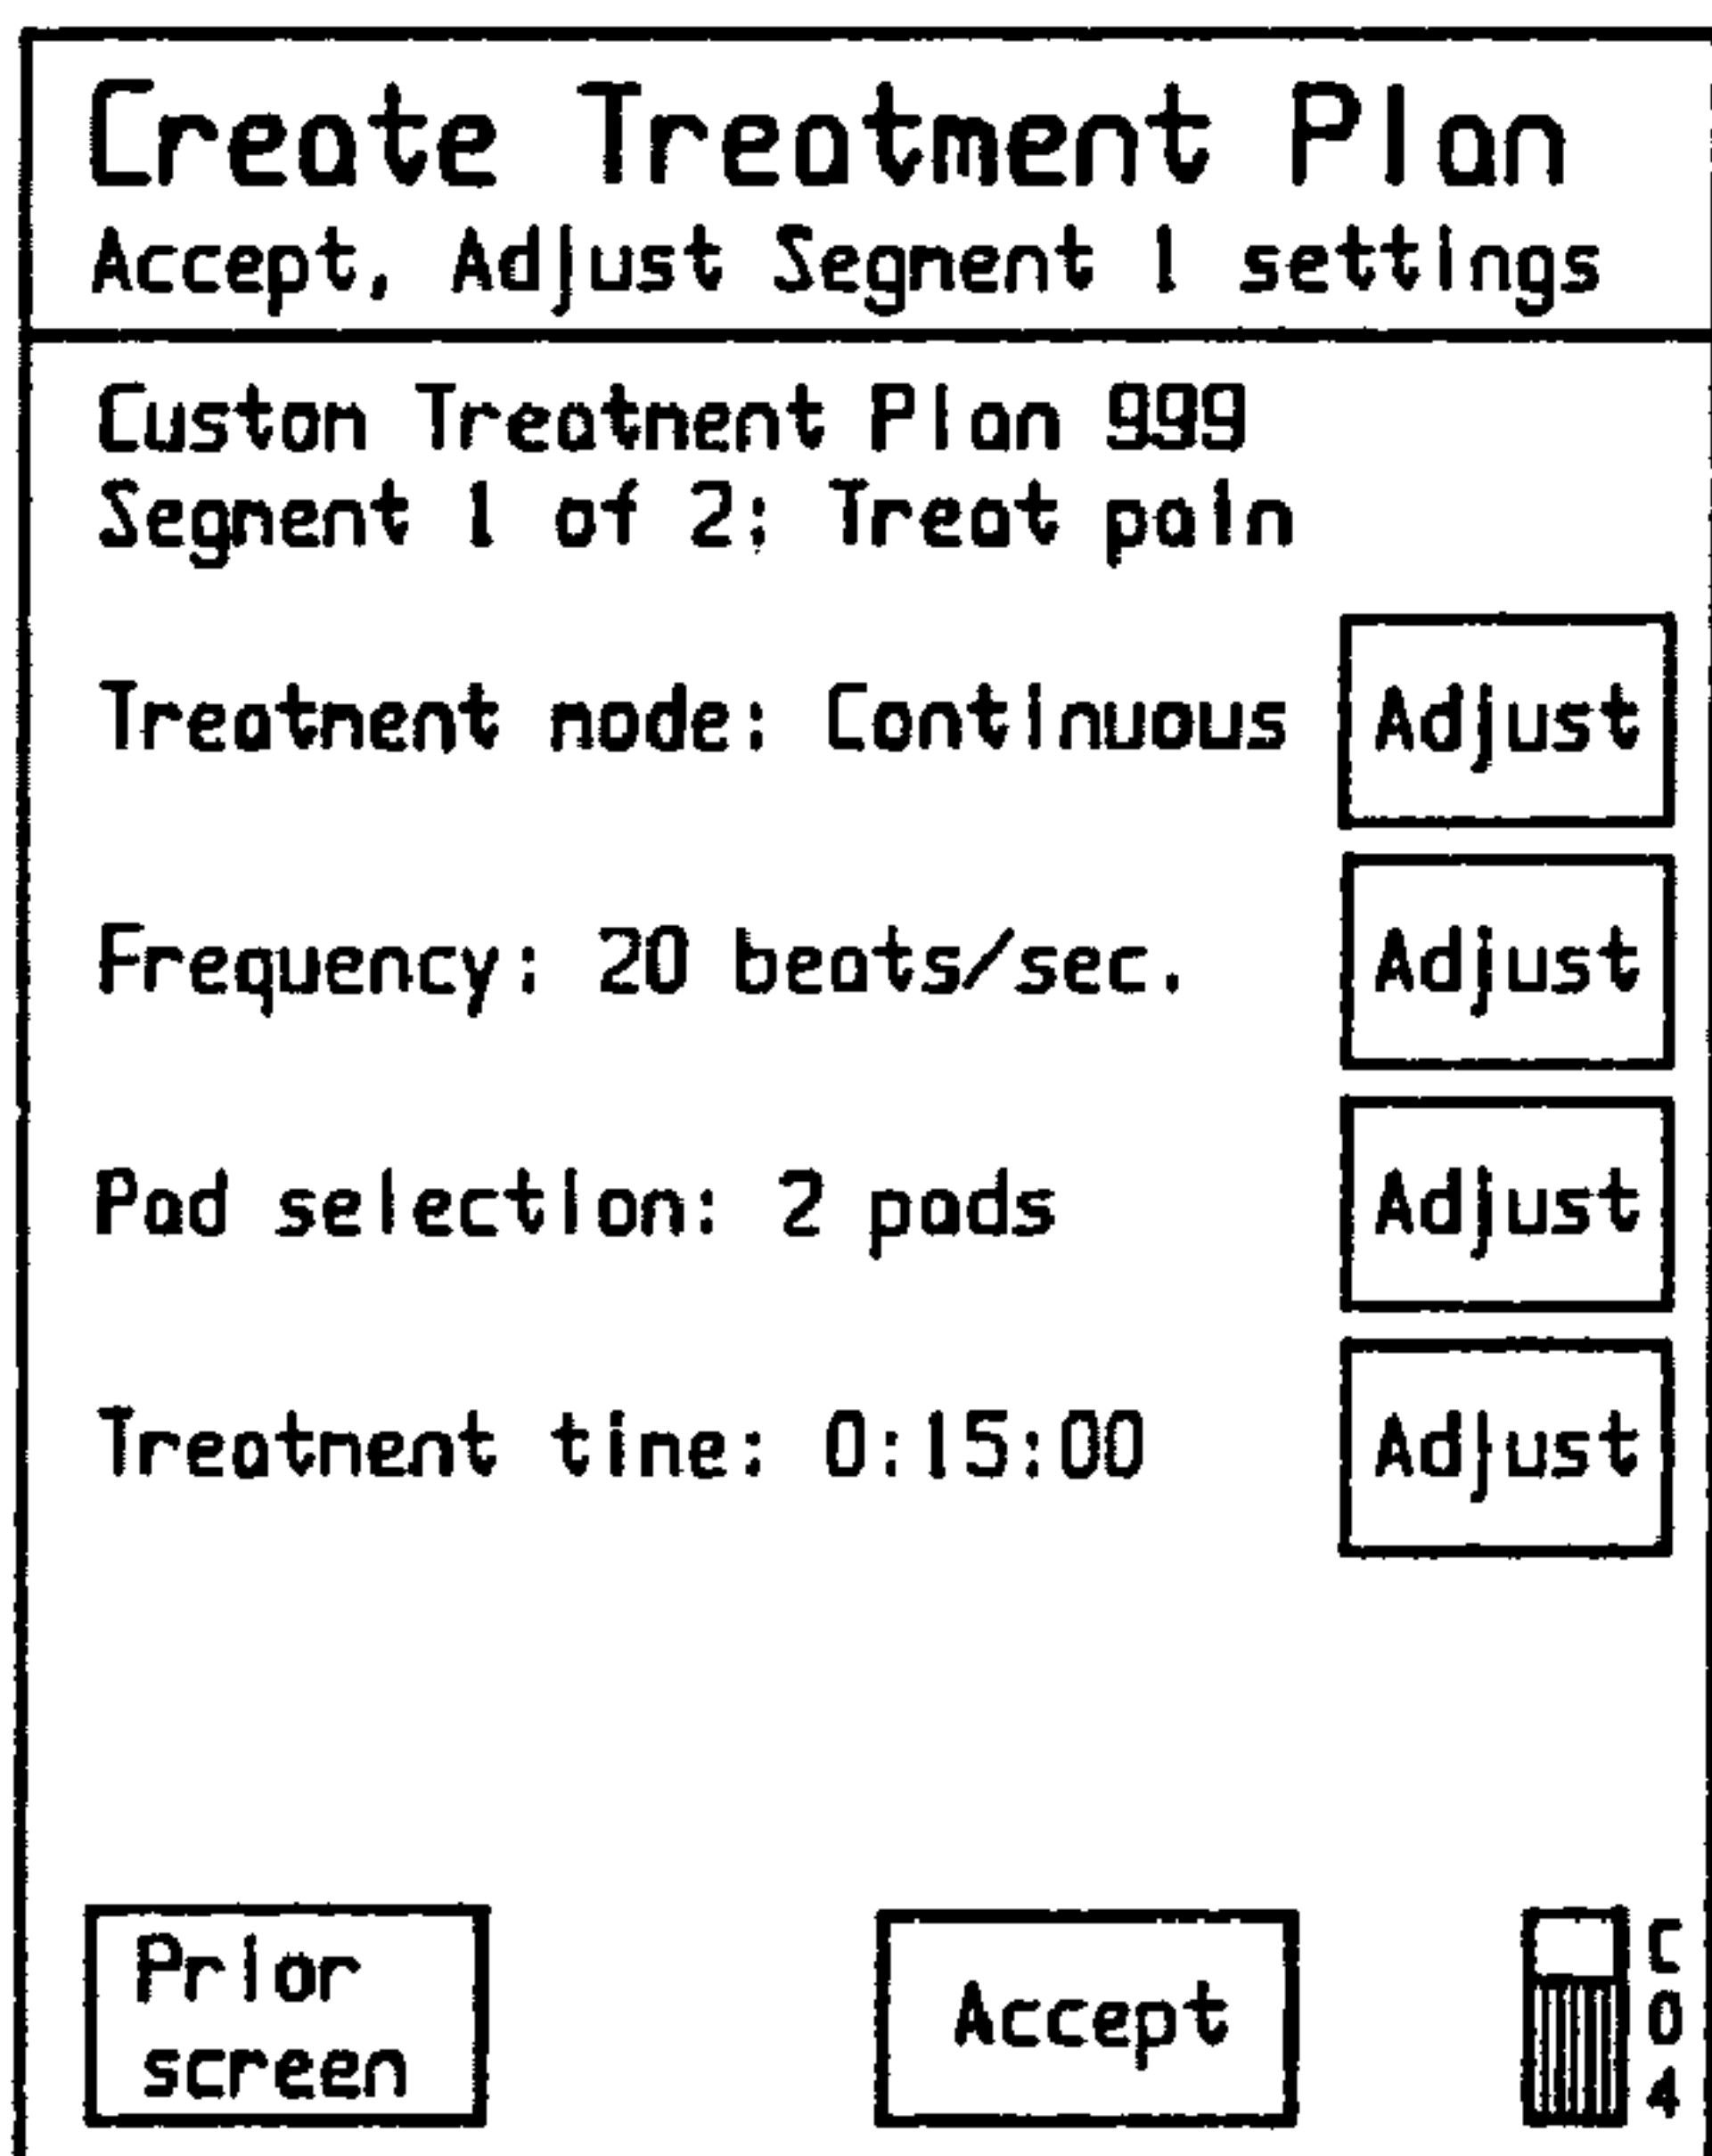 Create Treatment Plan
Accept, Adjust Segment 1 settings
Custom Treatment Plan 999
Segment 1 of 2: Treat pain
Treatment mode: Continuous
Adjust
Frequency: 20 beats/sec.
Adjust
Pad selection: 2 pads
Adjust
Treatment time: 0:15:00
Adjust
Prior
screen
Accept
C
0
4